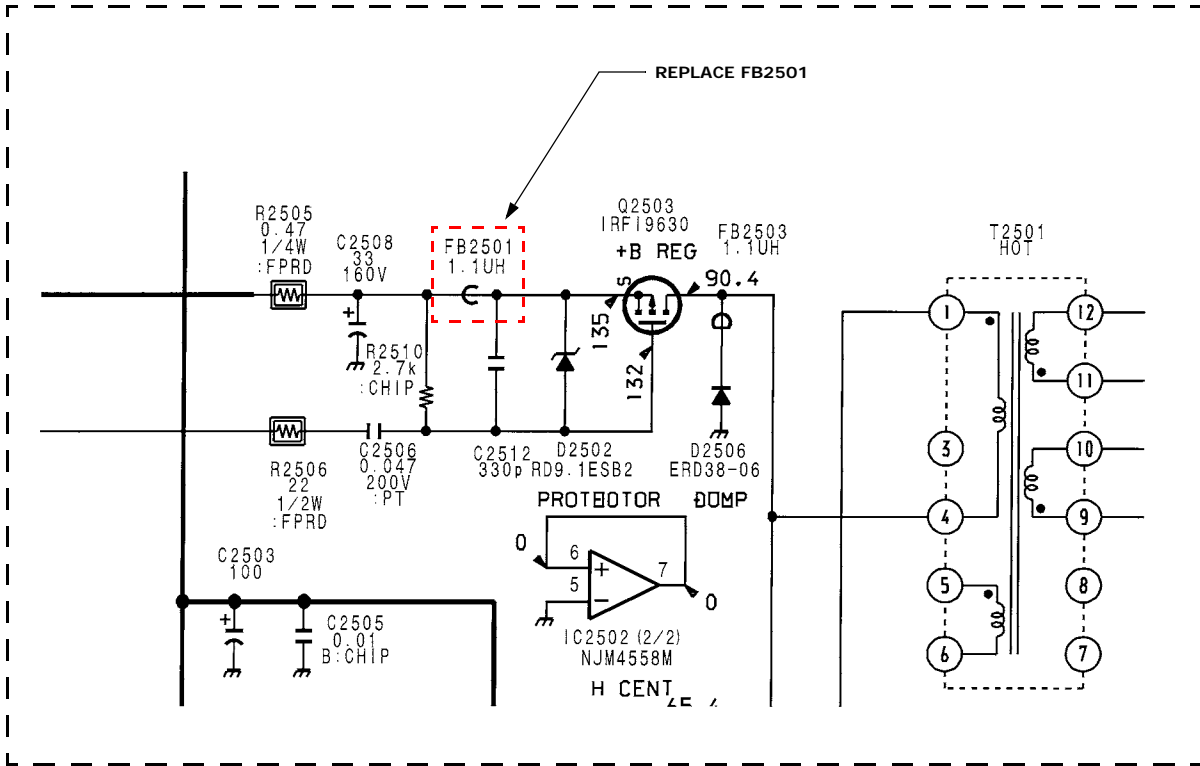 REPLACE FB2501
R2505
0.47
1/4W
:FPRD
C2508
33
160V
FB2501
1.1UH
Q2503
IRFI9630
+B REG
FB2503
1.1UH
90.4
S
135
132
T2501
HOT
+
R2510
2.7k
:CHIP
R2506
22
1/2W
:FPRD
C2506
0.047
200V
:PT
C2512
330p
D2502
RD9.1ESB2
PROTECTOR
D2506
ERD38-06
DUMP
1
3
4
5
6
12
11
10
9
8
7
0
6
5
+
−
7
0
IC2502 (2/2)
NJM4558M
H CENT
C2503
100
+
C2505
0.01
B:CHIP